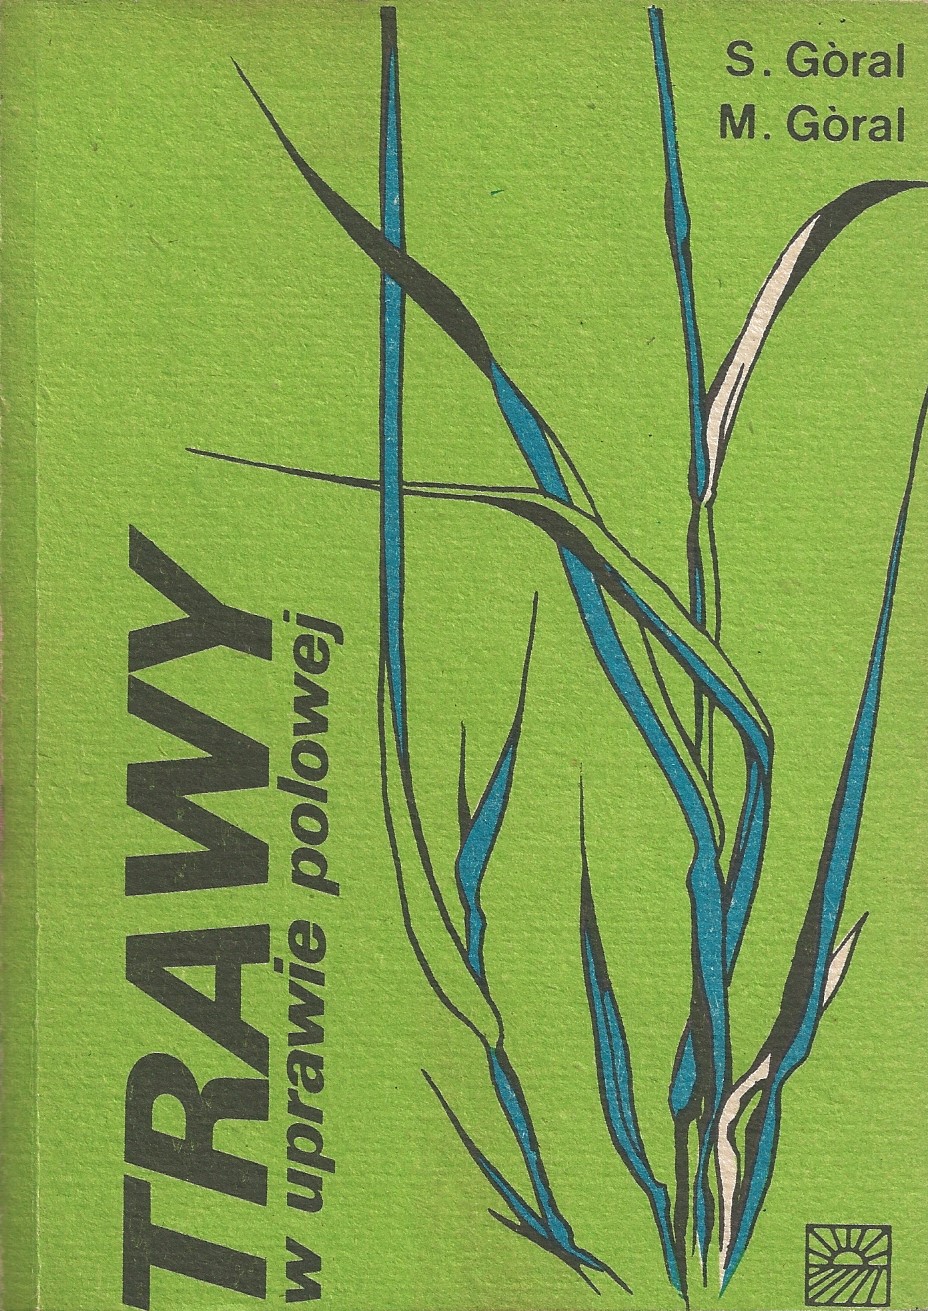 S. Gòral
M. Gòral
TRAWY
w uprawie polowej